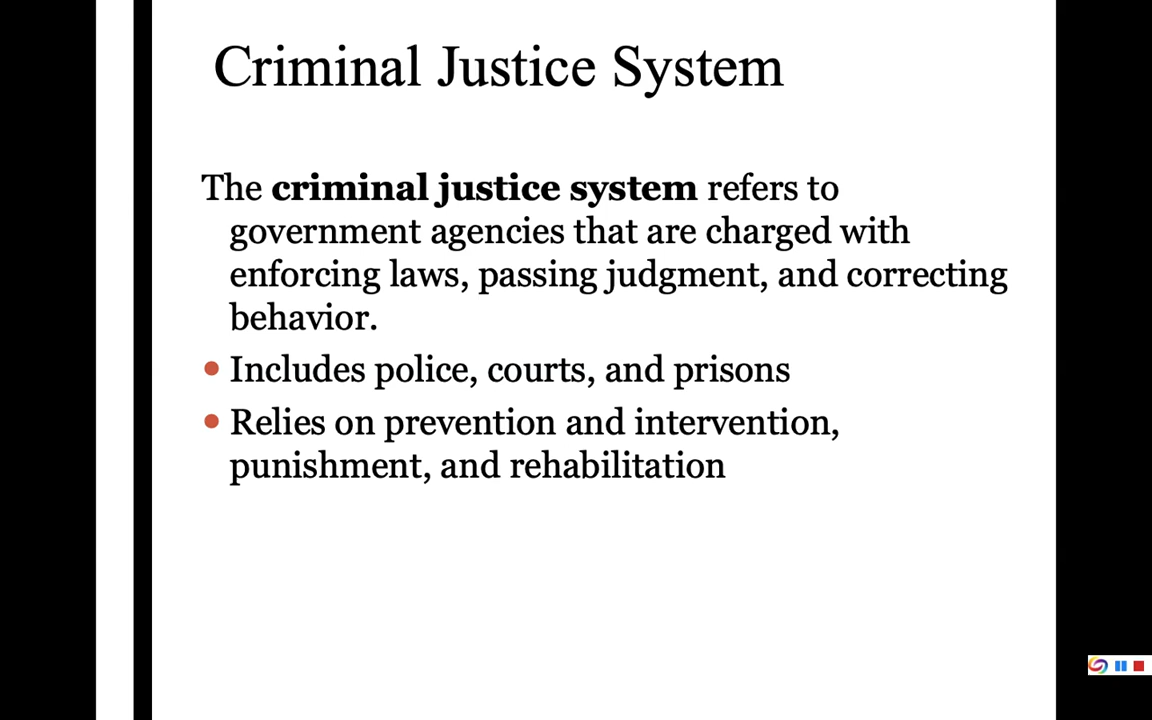 Criminal Justice System
The criminal justice system refers to
government agencies that are charged with
enforcing laws, passing judgment, and correcting
behavior.
• Includes police, courts, and prisons
• Relies on prevention and intervention,
punishment, and rehabilitation